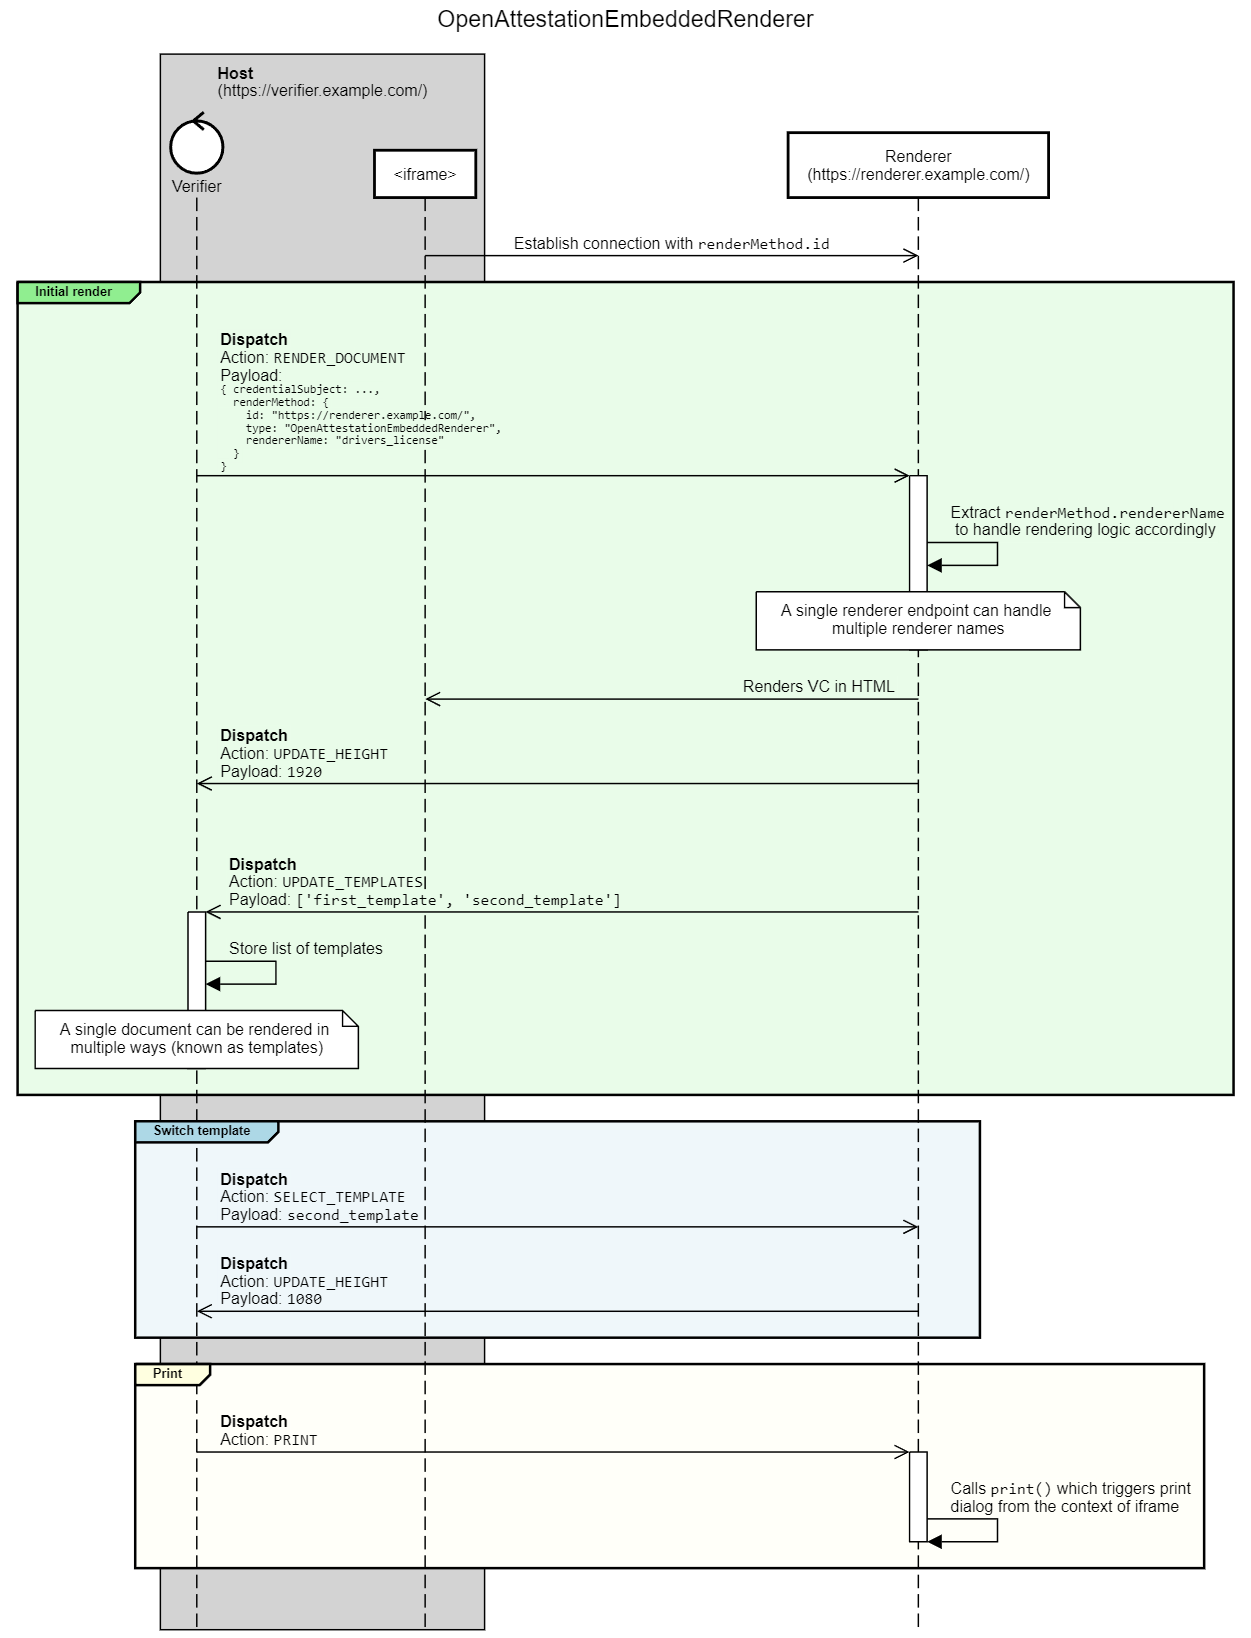 OpenAttestationEmbeddedRenderer
Host
(https://verifier.example.com/)
Verifier
<iframe>
Renderer
(https://renderer.example.com/)
Establish connection with renderMethod.id
Initial render
Dispatch
Action: RENDER_DOCUMENT
Payload:
{ credentialSubject: ...,
renderMethod: {
id: "https://renderer.example.com/",
type: "OpenAttestationEmbeddedRenderer",
rendererName: "drivers_license"
}
}
Extract renderMethod.rendererName
to handle rendering logic accordingly
A single renderer endpoint can handle
multiple renderer names
Renders VC in HTML
Dispatch
Action: UPDATE_HEIGHT
Payload: 1920
Dispatch
Action: UPDATE_TEMPLATES
Payload: ['first_template', 'second_template']
Store list of templates
A single document can be rendered in
multiple ways (known as templates)
Switch template
Dispatch
Action: SELECT_TEMPLATE
Payload: second_template
Dispatch
Action: UPDATE_HEIGHT
Payload: 1080
Print
Dispatch
Action: PRINT
Calls print() which triggers print
dialog from the context of iframe